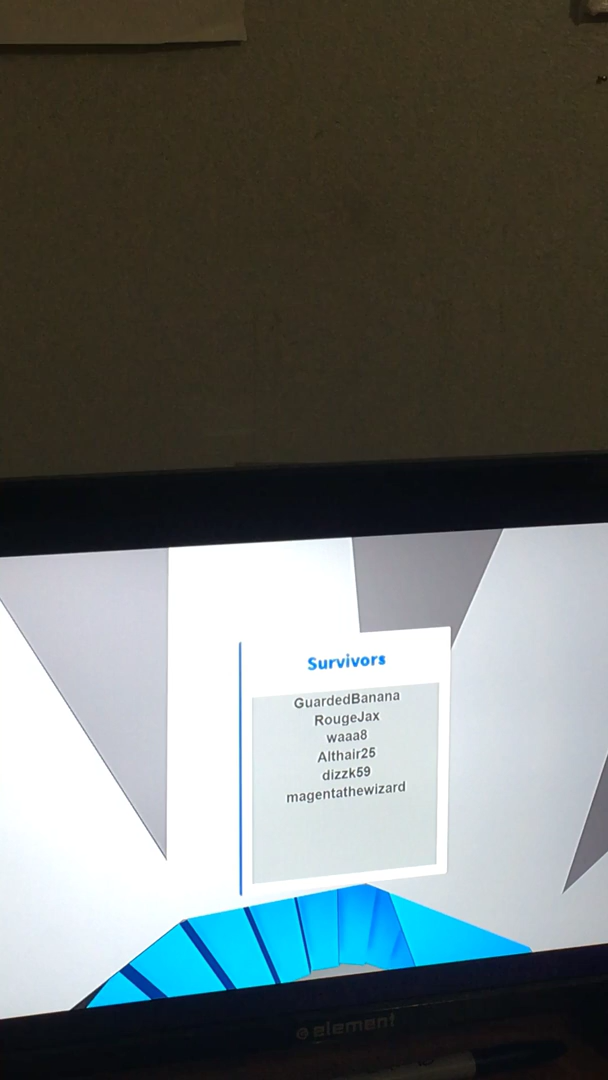 Survivors
GuardedBanana
RougeJax
waaa8
Althair25
dizzk59
magentathewizard
element